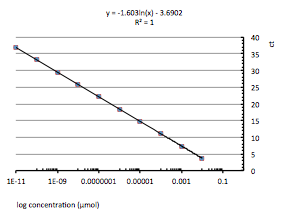 y = -1.603ln(x) - 3.6902
R² = 1
40
35
30
25
20
15
10
5
0
ct
1E-11 1E-09 0.0000001 0.00001 0.001 0.1
log concentration (µmol)